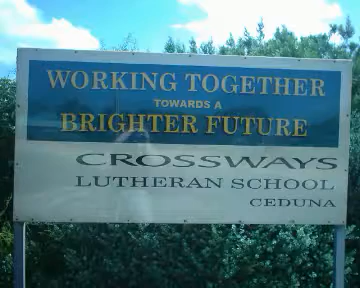 WORKING TOGETHER
TOWARDS A
BRIGHTER FUTURE
CROSSWAYS
LUTHERAN SCHOOL
CEDUNA